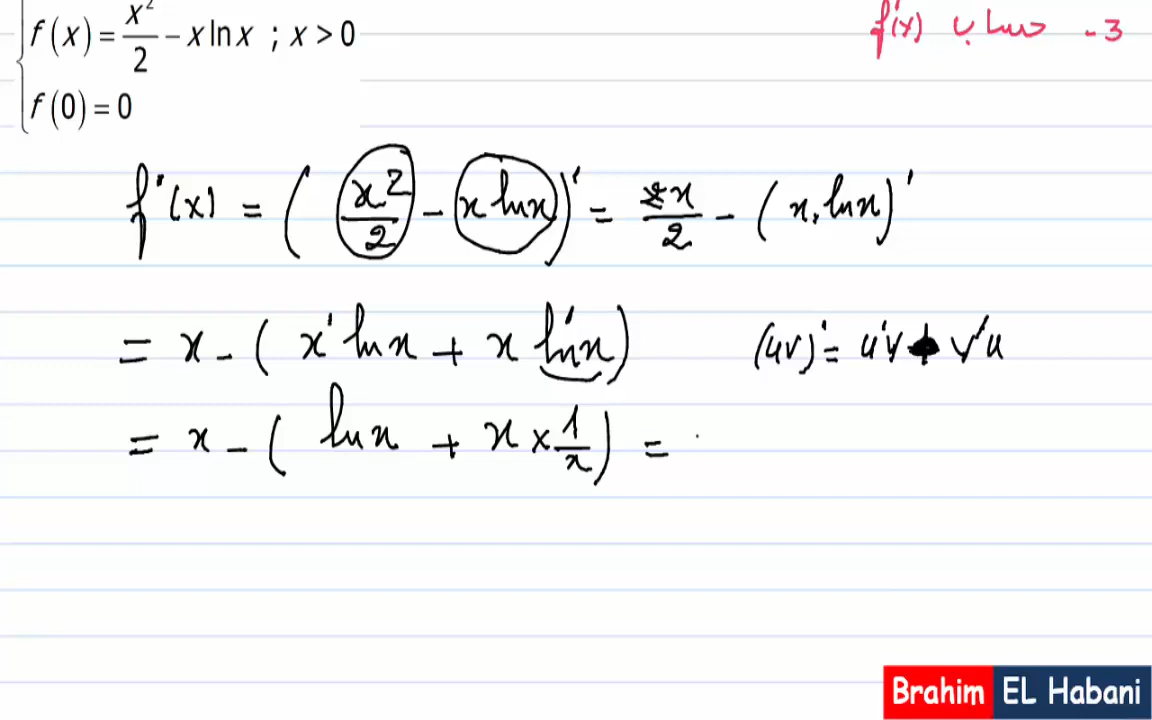 f(x) = x²/2 - x ln x ; x > 0
3- حساب f'(x)
f(0) = 0
f'(x) = (x²/2 - x ln x)' = 2x/2 - (x . ln x)'
= x - (x' ln x + x ln'x) (uv)' = u'v + v'u
= x - (ln x + x × 1/x) =
Brahim EL Habani